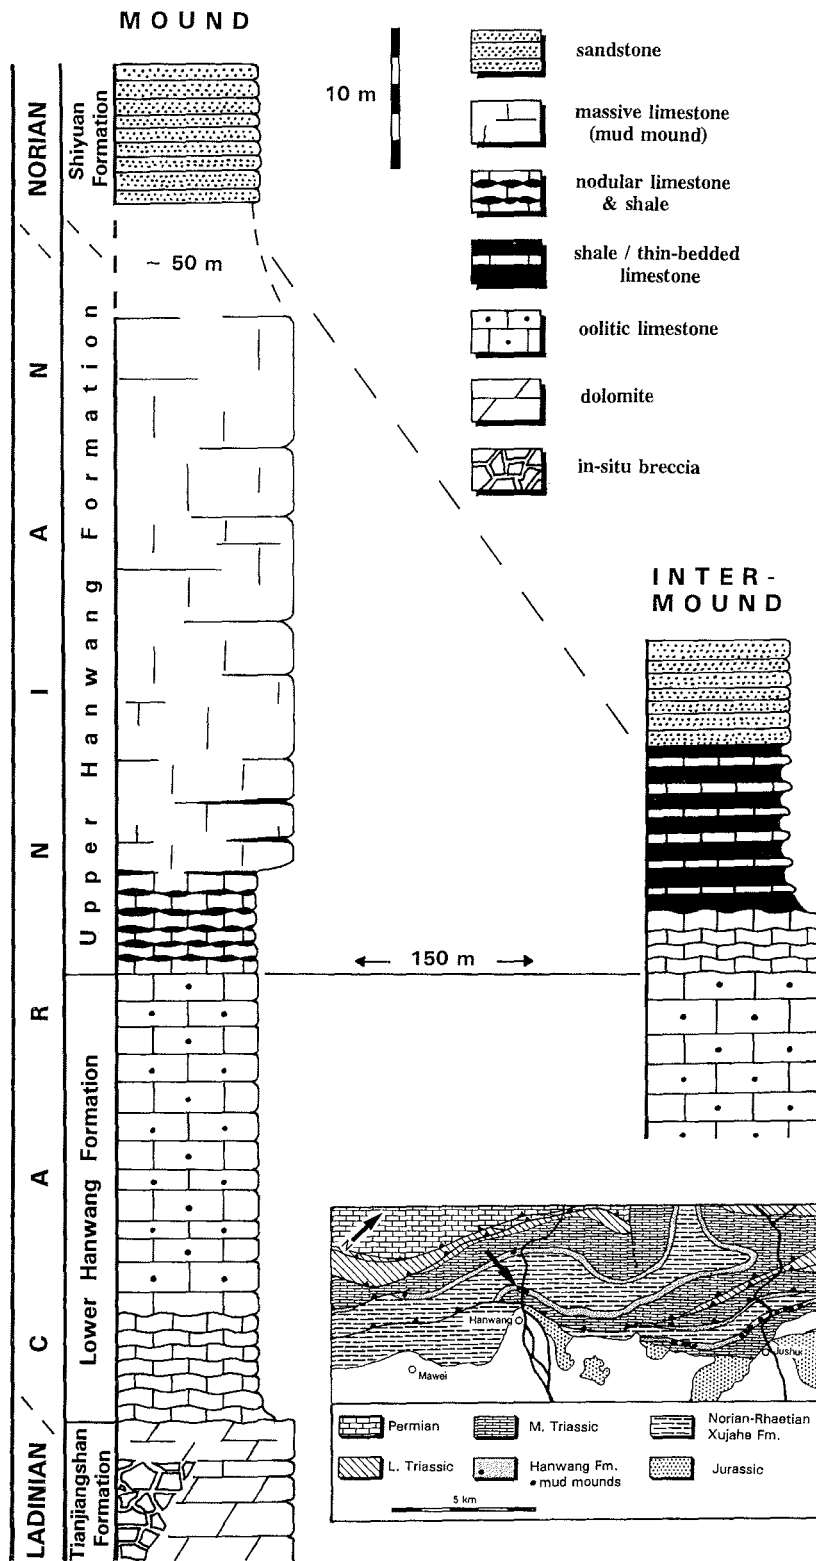 MOUND
NORIAN
Shiyuan
Formation
~ 50 m
10 m
sandstone
massive limestone
(mud mound)
nodular limestone
& shale
shale / thin-bedded
limestone
oolitic limestone
dolomite
in-situ breccia
CARNIAN
Upper Hanwang Formation
INTER-
MOUND
150 m
Lower Hanwang Formation
LADINIAN
Tianjiangshan
Formation
N
Hanwang
Mawei
Jushui
Permian
M. Triassic
Norian-Rhaetian
Xujahe Fm.
L. Triassic
Hanwang Fm.
mud mounds
Jurassic
5 km